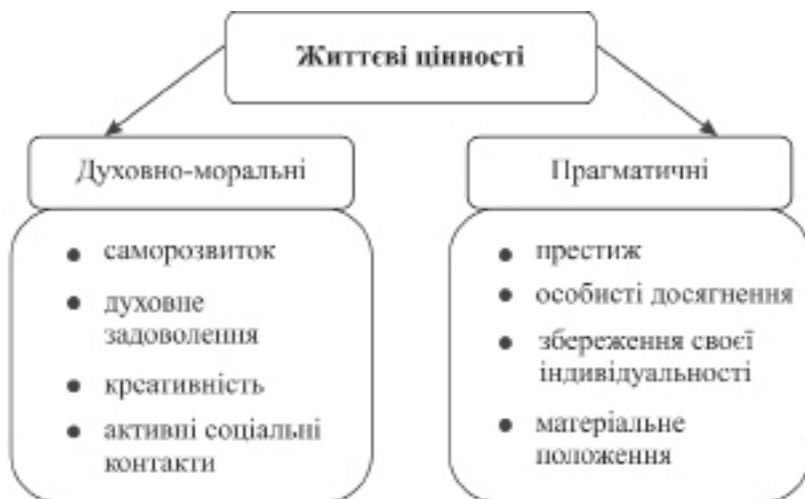 Життєві цінності
Духовно-моральні
• саморозвиток
• духовне
задоволення
• креативність
• активні соціальні
контакти
Прагматичні
• престиж
• особисті досягнення
• збереження своєї
індивідуальності
• матеріальне
положення